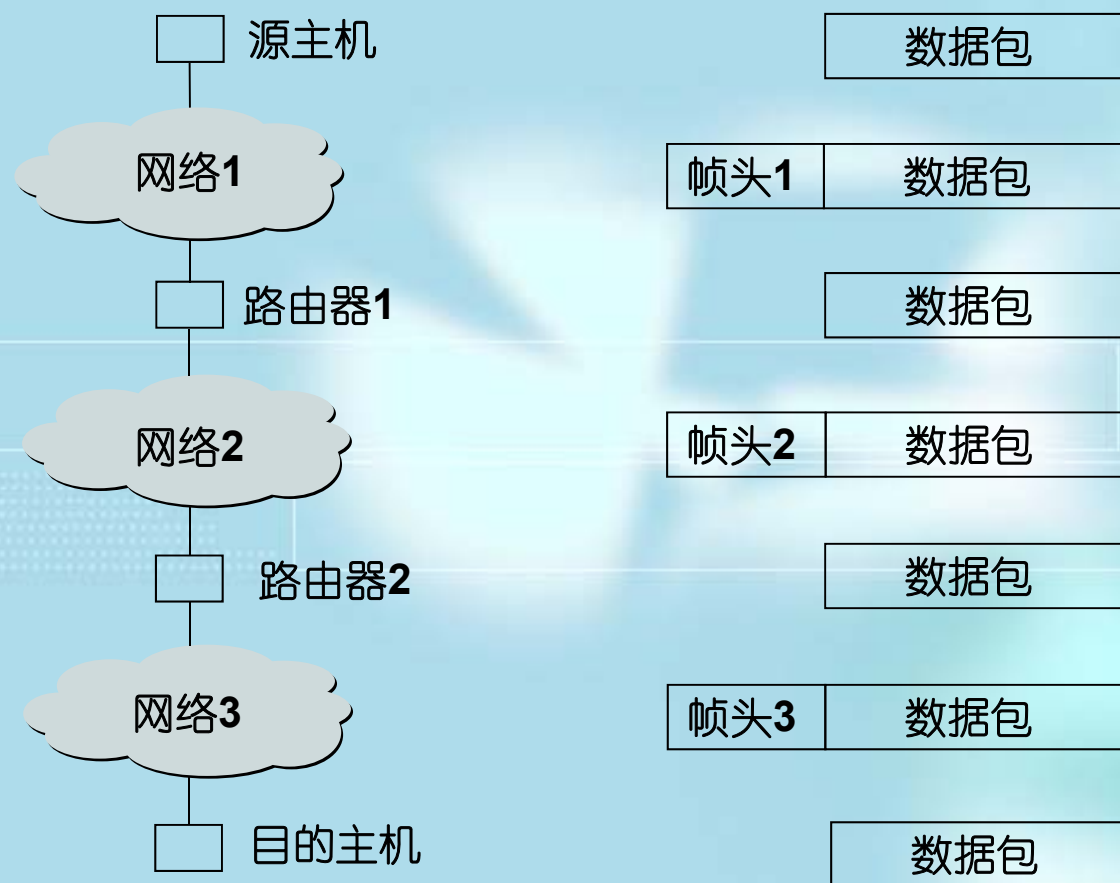 源主机 数据包
网络1 帧头1 数据包
路由器1 数据包
网络2 帧头2 数据包
路由器2 数据包
网络3 帧头3 数据包
目的主机 数据包